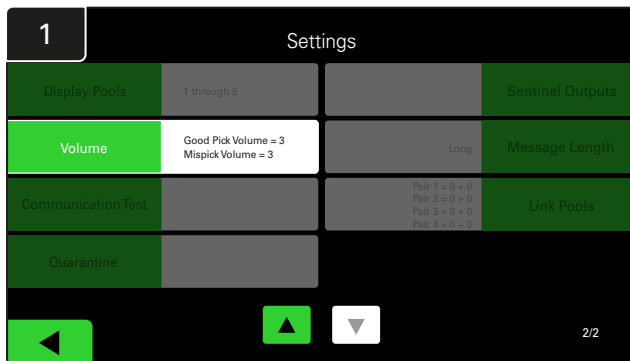 1
Settings
Display Pools
1 through 9
Sentinel Outputs
Volume
Good Pick Volume = 3
Mispick Volume = 3
Long
Message Length
Communication Test
Pair 1 = 0 + 0
Pair 2 = 0 + 0
Pair 3 = 0 + 0
Pair 4 = 0 + 0
Link Pools
Quarantine
2/2